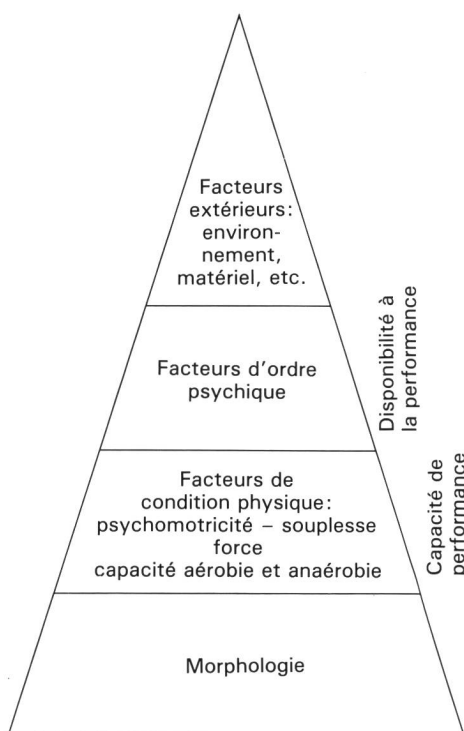 Facteurs
extérieurs:
environ-
nement,
matériel, etc.
Facteurs d'ordre
psychique
Disponibilité à
la performance
Facteurs de
condition physique:
psychomotricité – souplesse
force
capacité aérobie et anaérobie
Capacité de
performance
Morphologie